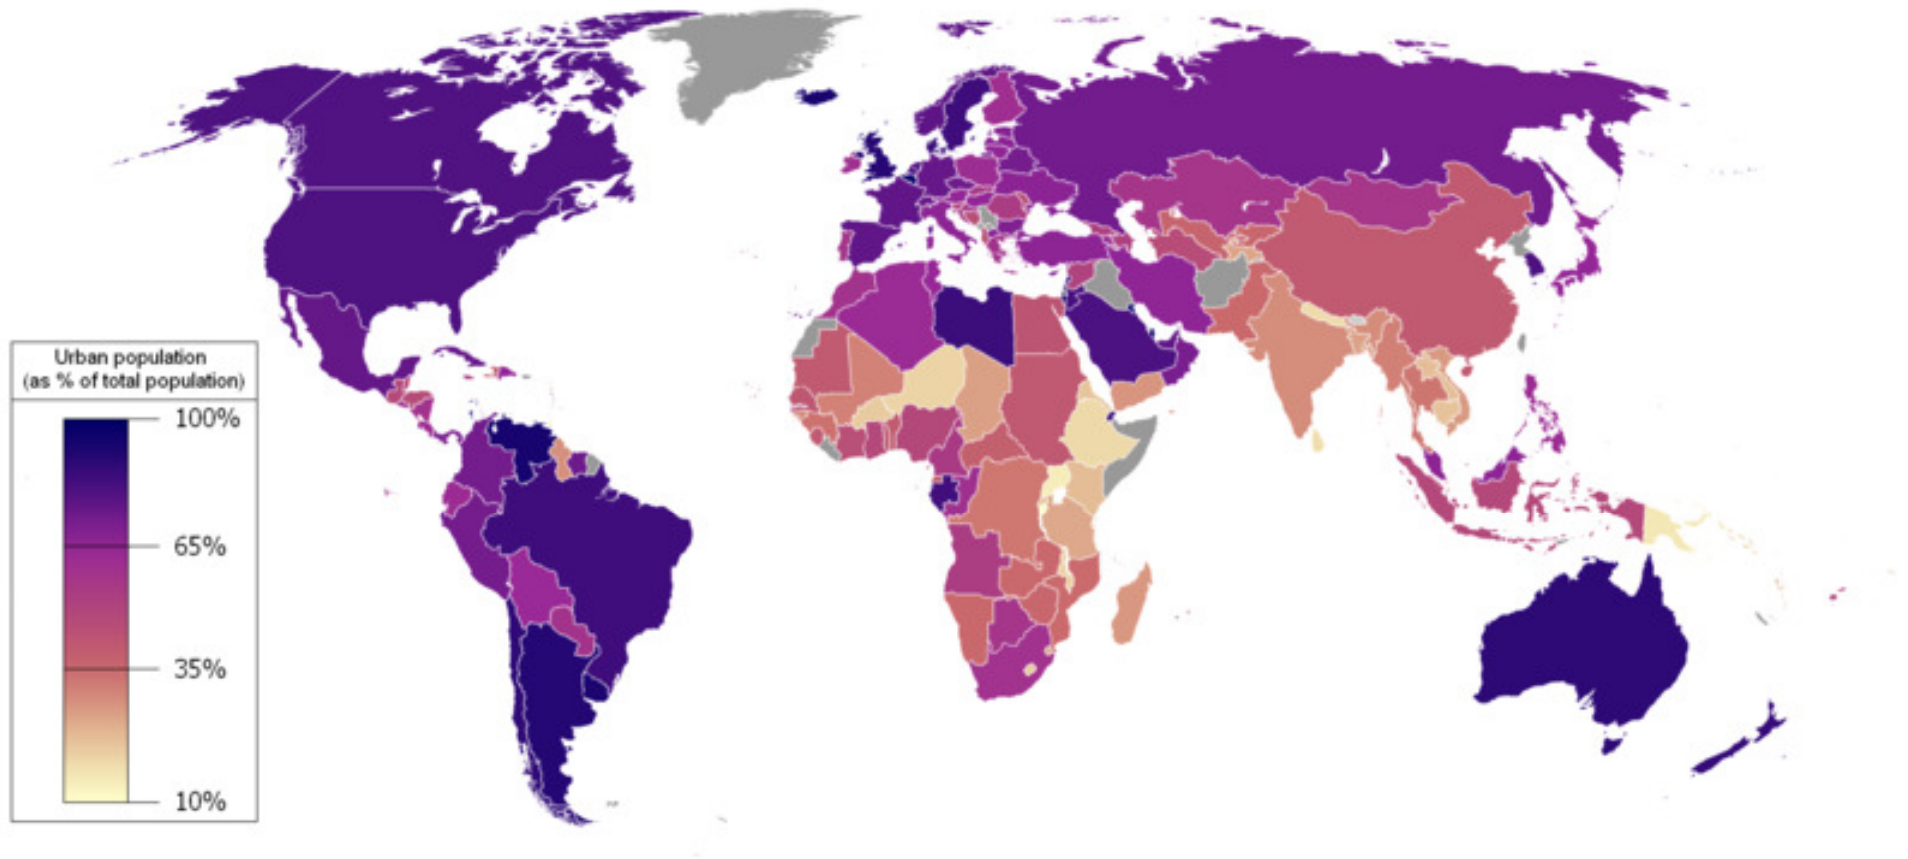 Urban population
(as % of total population)
100%
65%
35%
10%